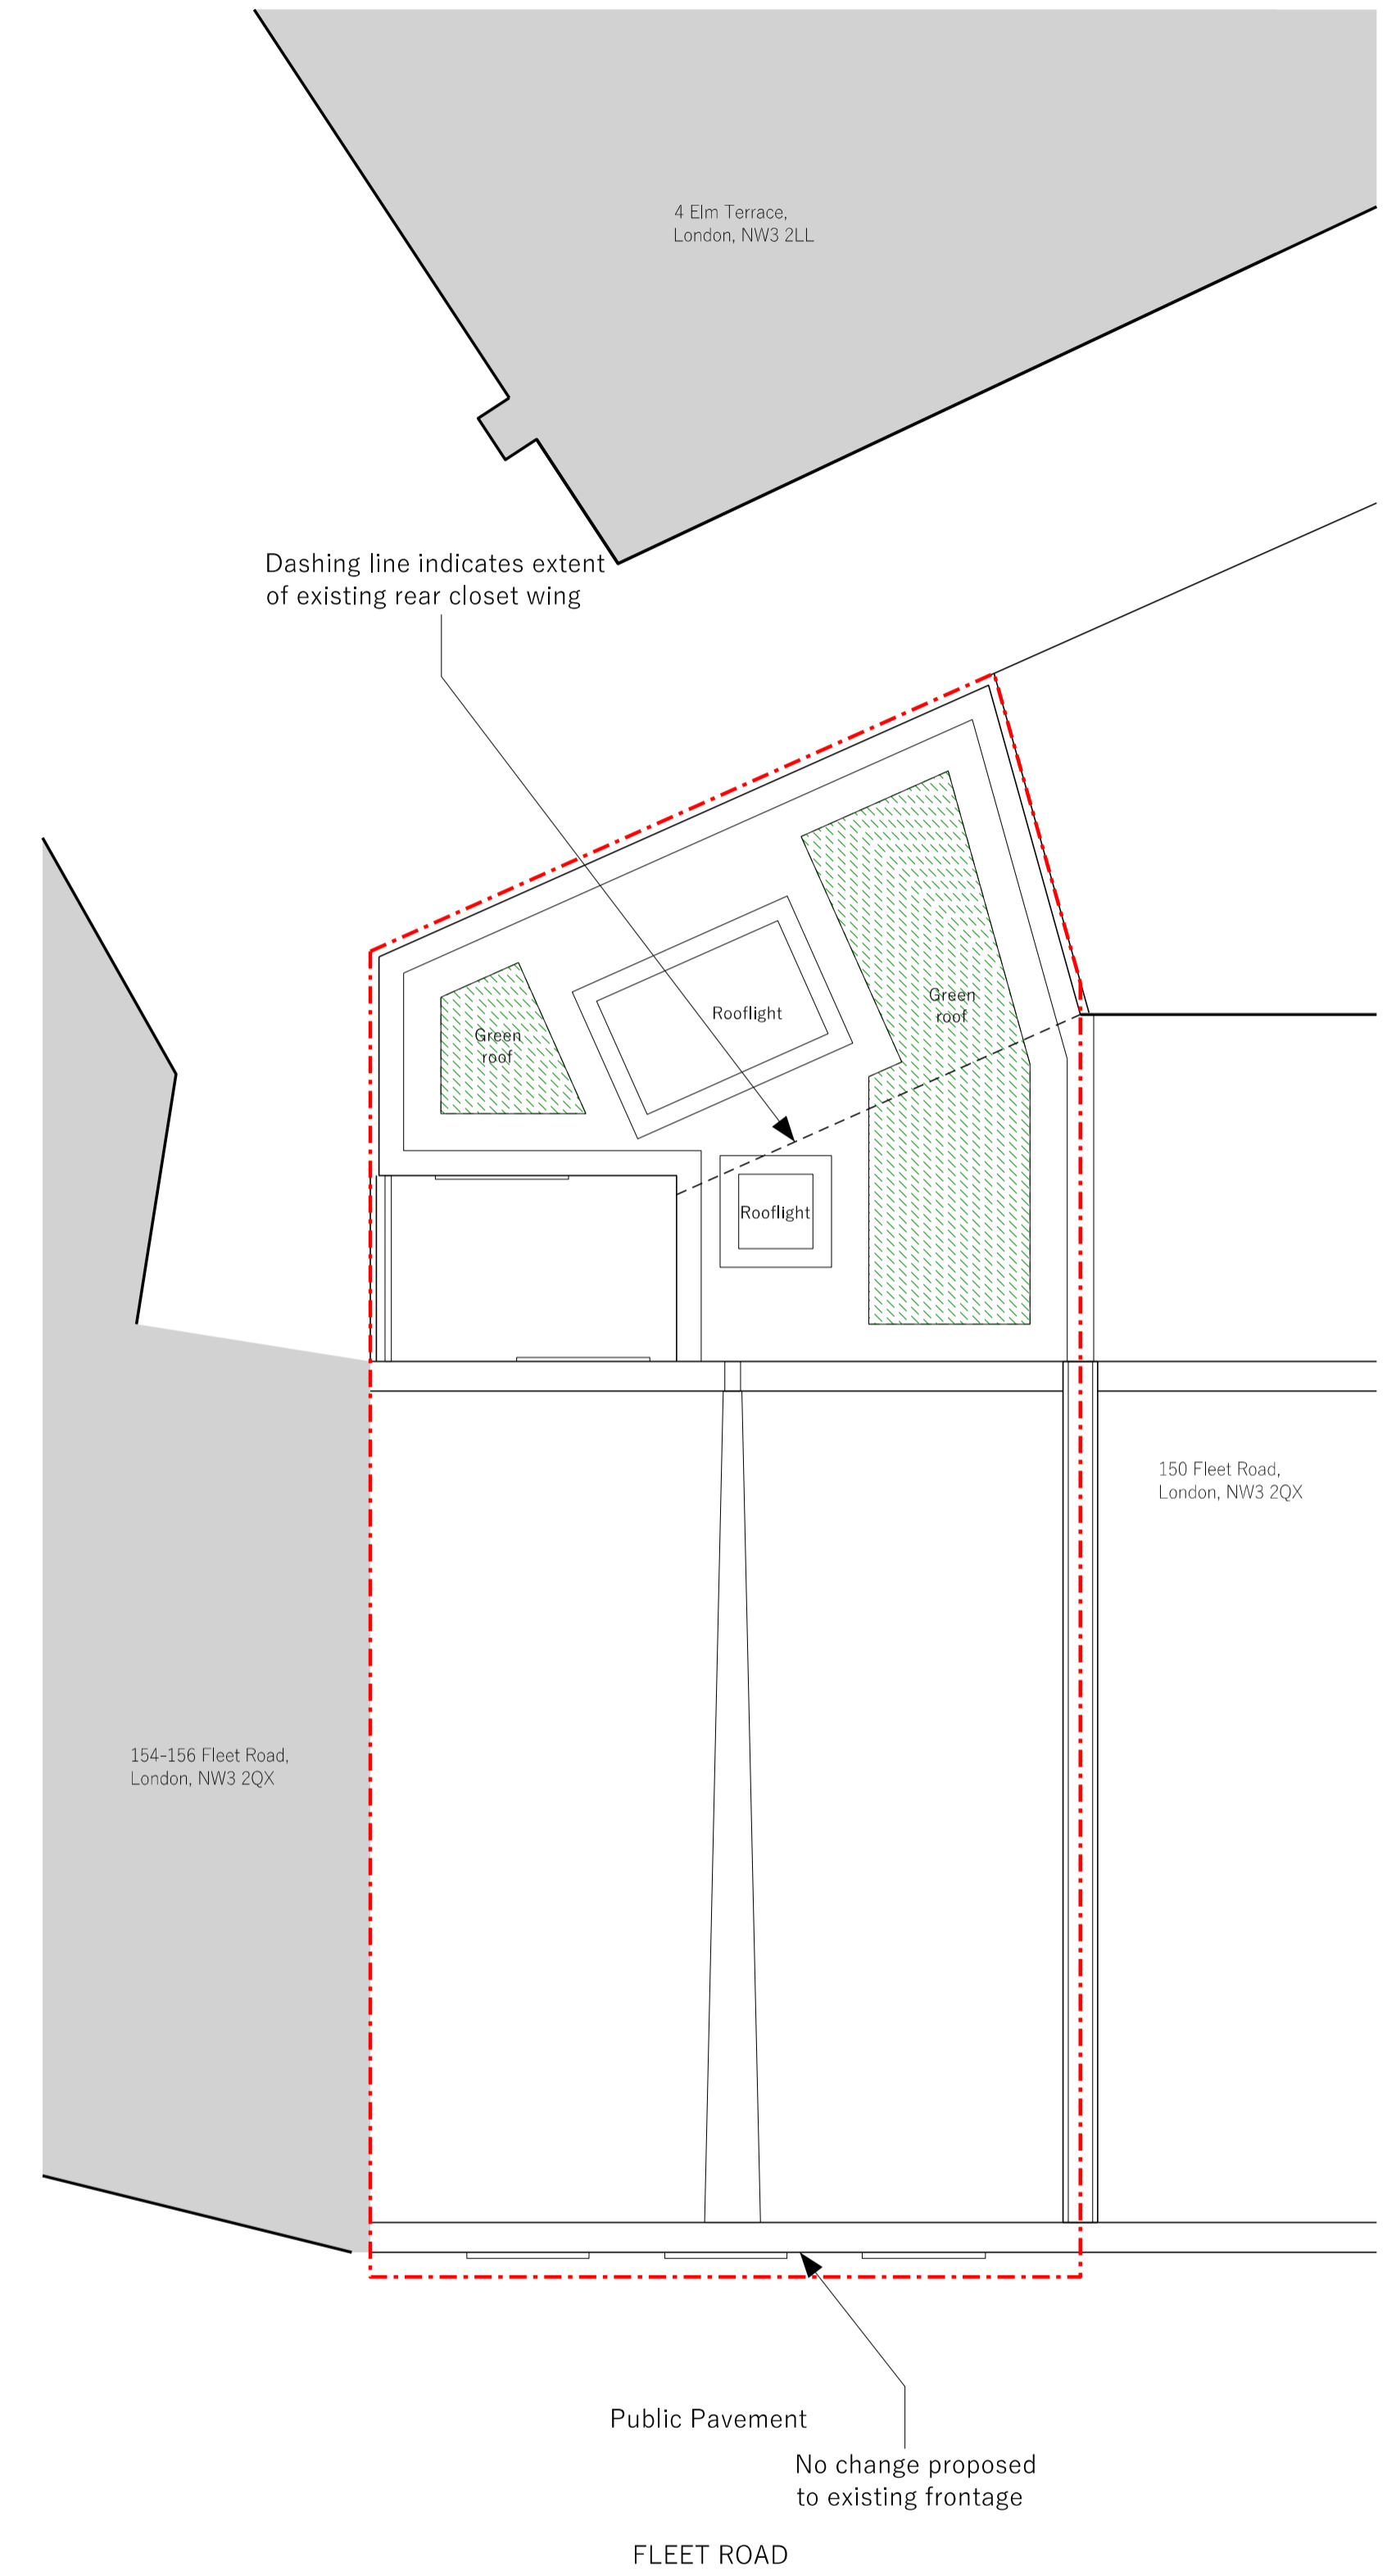 4 Elm Terrace,
London, NW3 2LL
Dashing line indicates extent
of existing rear closet wing
Green
roof
Rooflight
Rooflight
Green
roof
150 Fleet Road,
London, NW3 2QX
154-156 Fleet Road,
London, NW3 2QX
Public Pavement
No change proposed
to existing frontage
FLEET ROAD